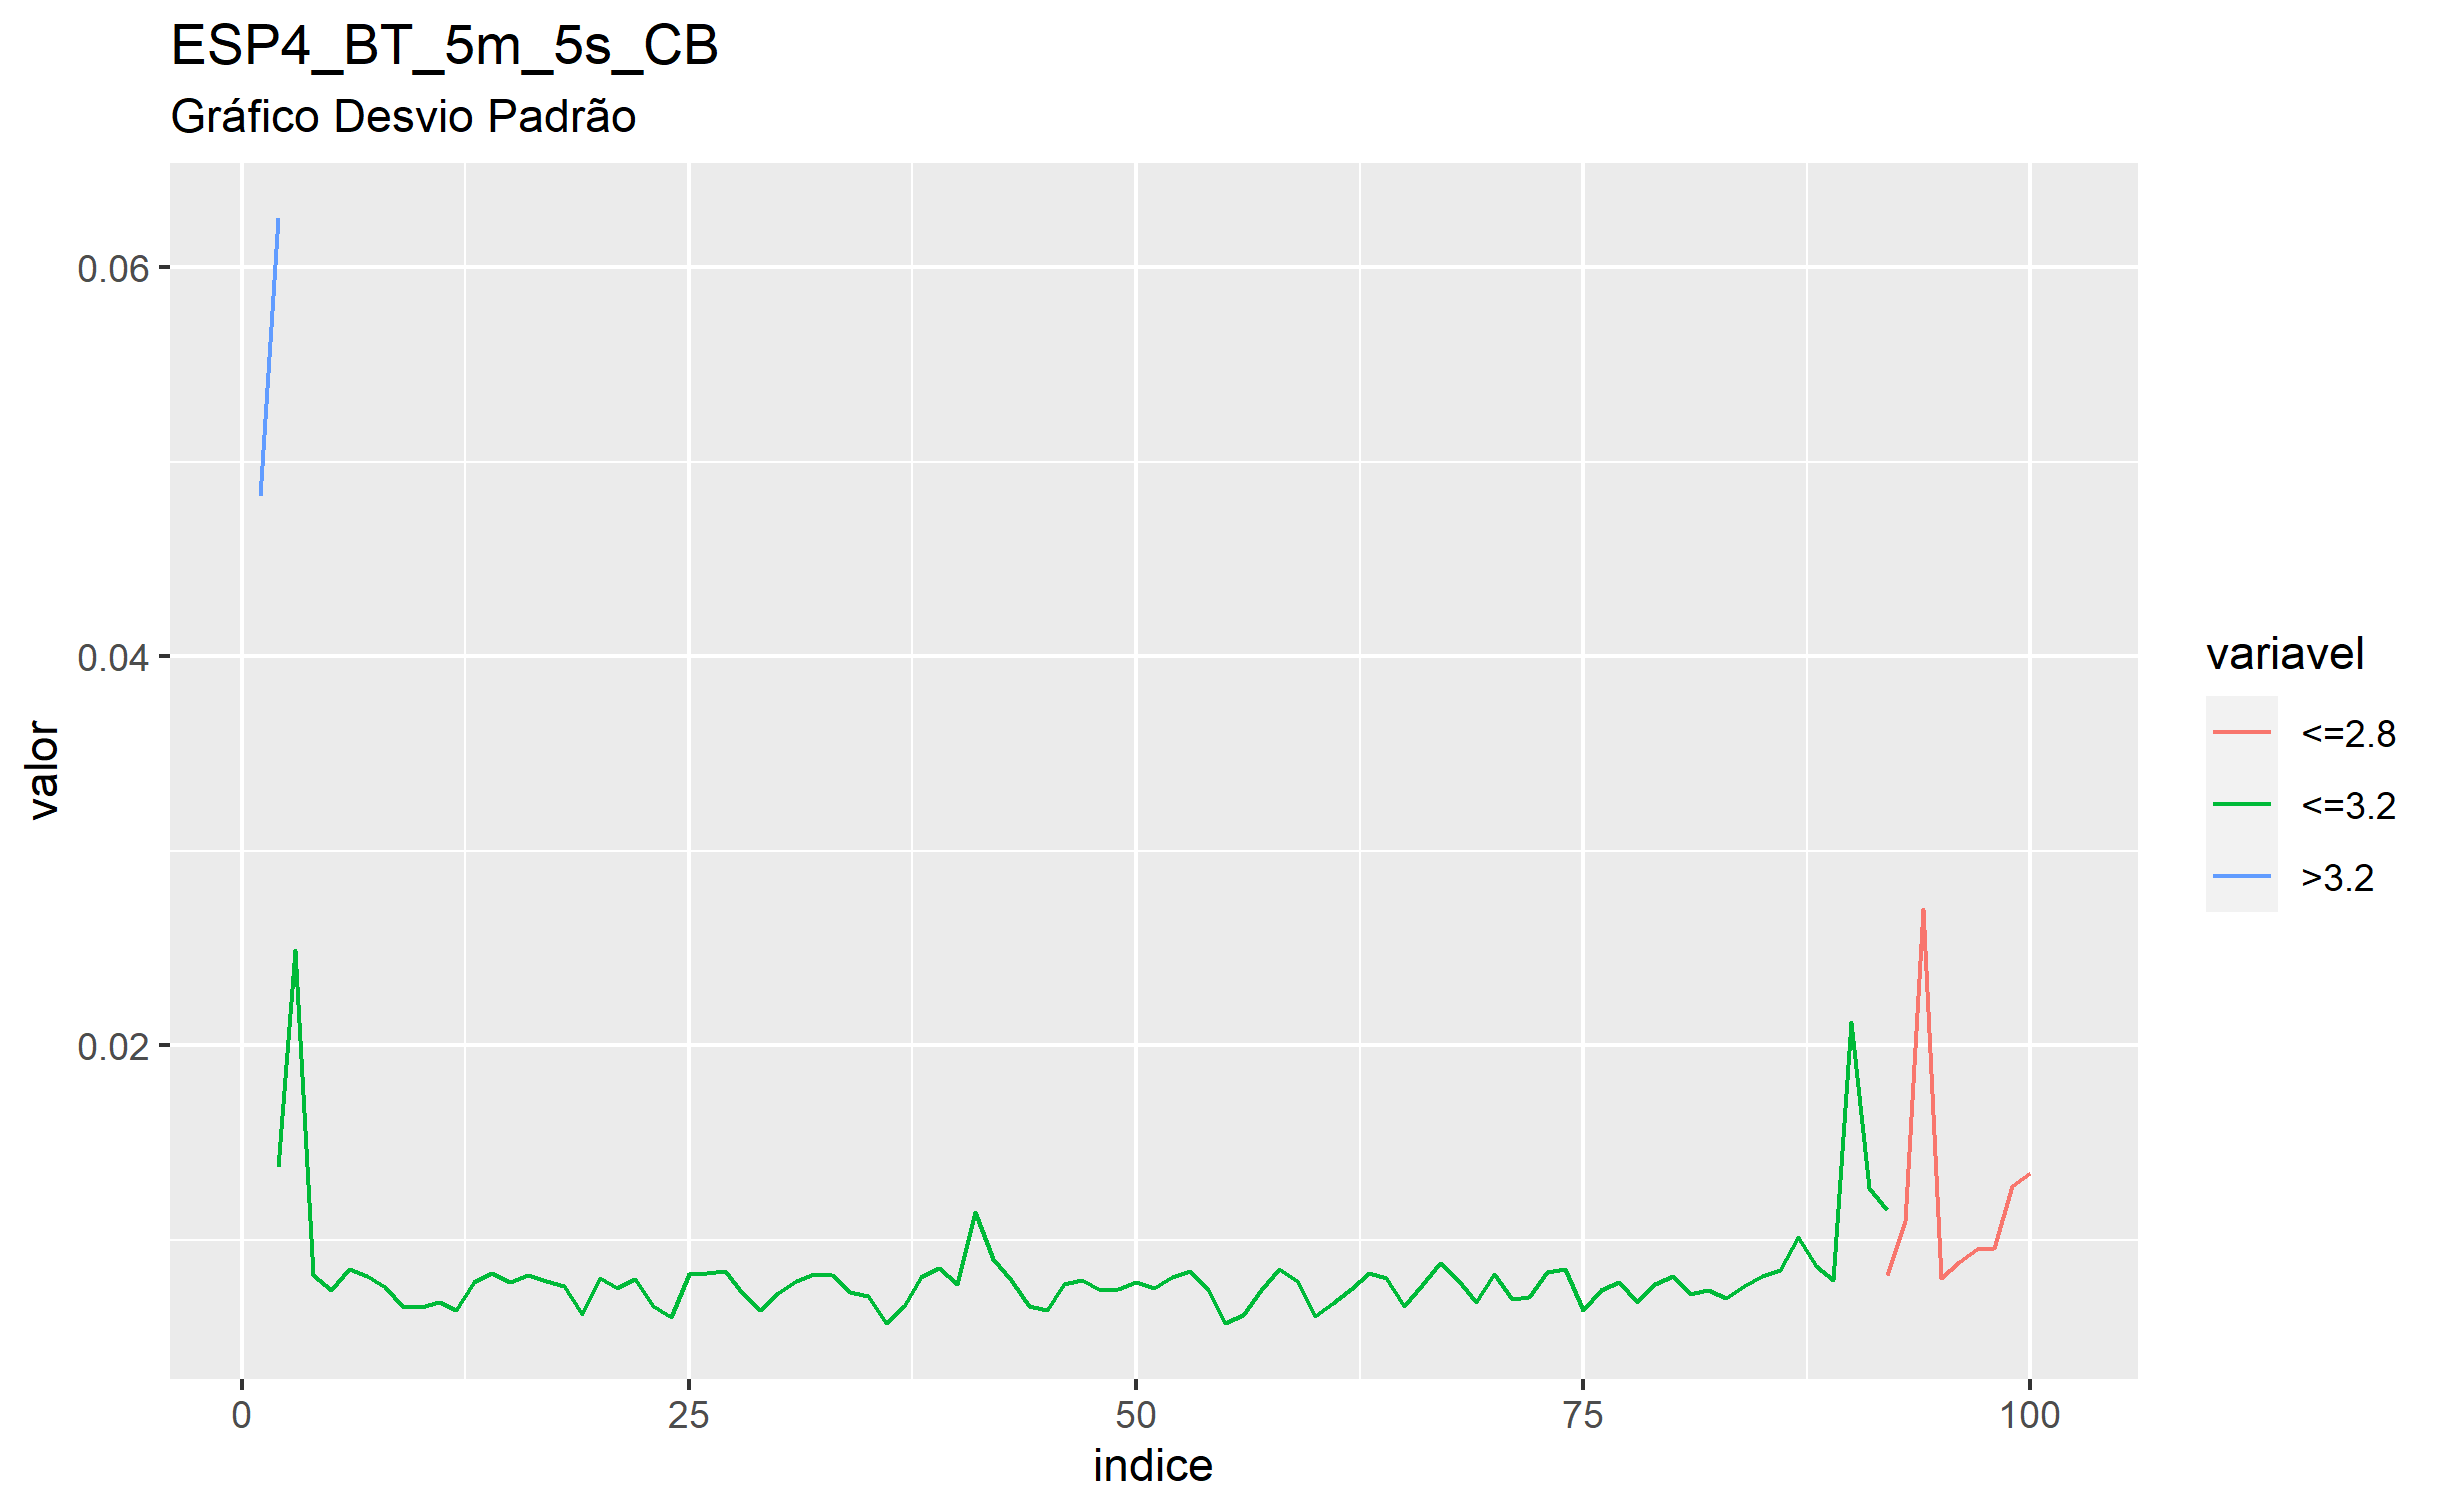 ESP4_BT_5m_5s_CB
Gráfico Desvio Padrão
0.06
0.04
0.02
valor
0 25 50 75 100
indice
variavel
<=2.8
<=3.2
>3.2